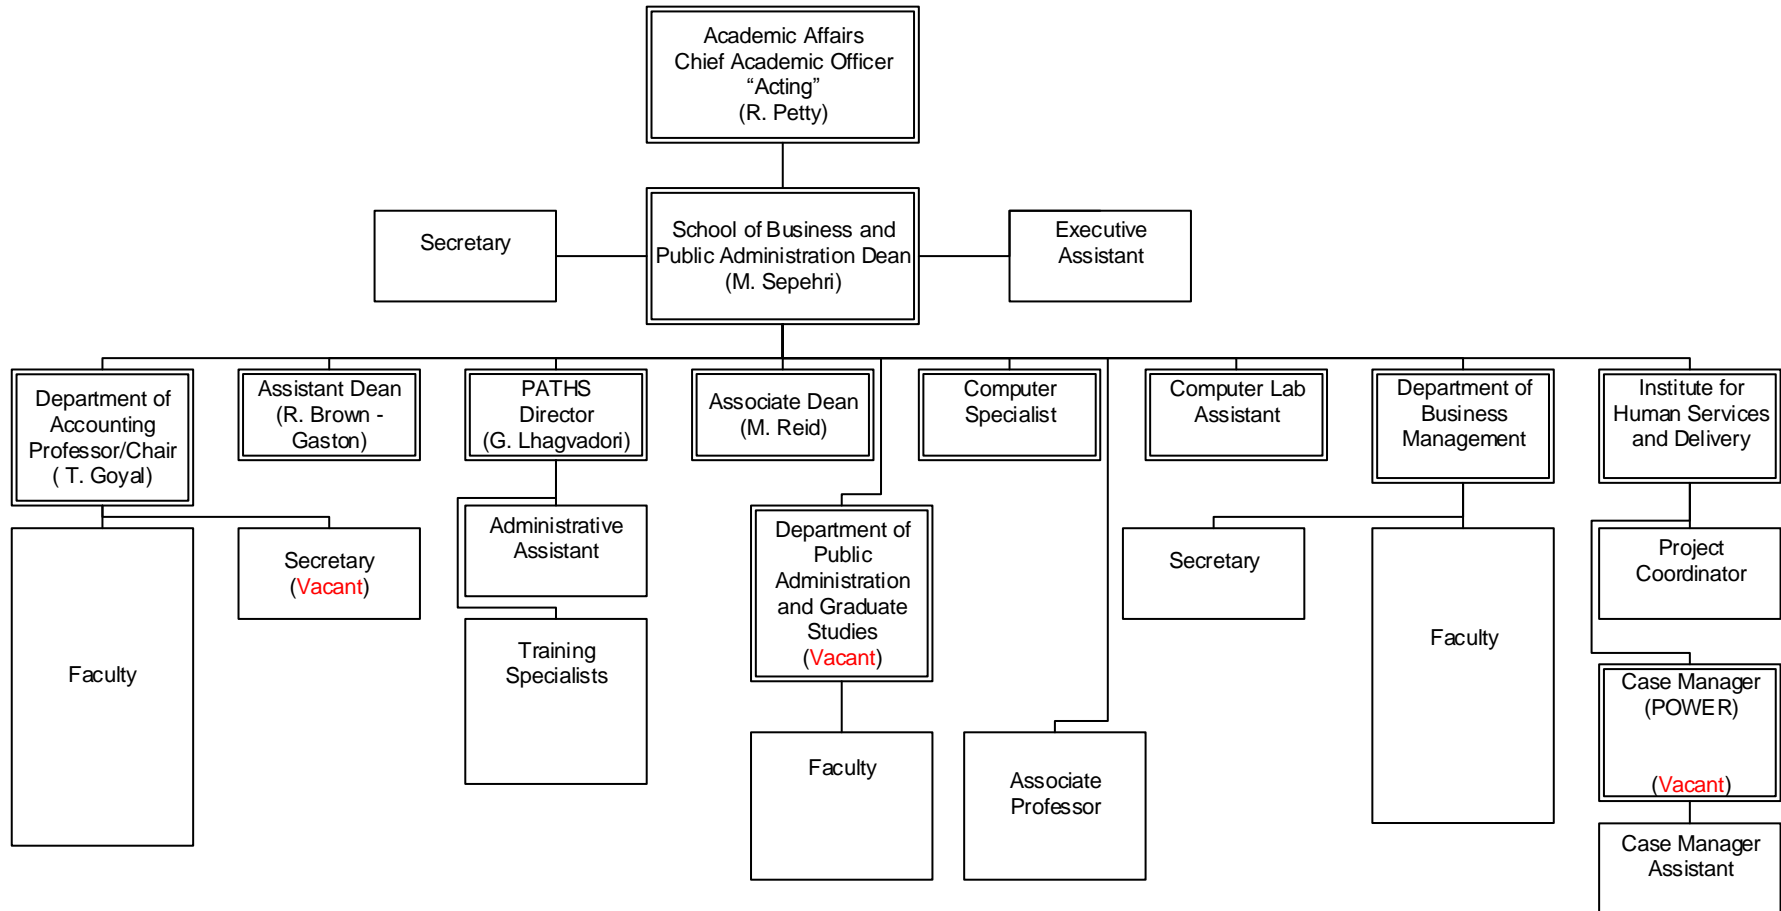 Academic Affairs
Chief Academic Officer
“Acting”
(R. Petty)
Secretary
School of Business and
Public Administration Dean
(M. Sepehri)
Executive
Assistant
Department of
Accounting
Professor/Chair
( T. Goyal)
Assistant Dean
(R. Brown -
Gaston)
PATHS
Director
(G. Lhagvadori)
Associate Dean
(M. Reid)
Computer
Specialist
Computer Lab
Assistant
Department of
Business
Management
Institute for
Human Services
and Delivery
Faculty
Secretary
(Vacant)
Administrative
Assistant
Training
Specialists
Department of
Public
Administration
and Graduate
Studies
(Vacant)
Faculty
Associate
Professor
Secretary
Faculty
Project
Coordinator
Case Manager
(POWER)
(Vacant)
Case Manager
Assistant